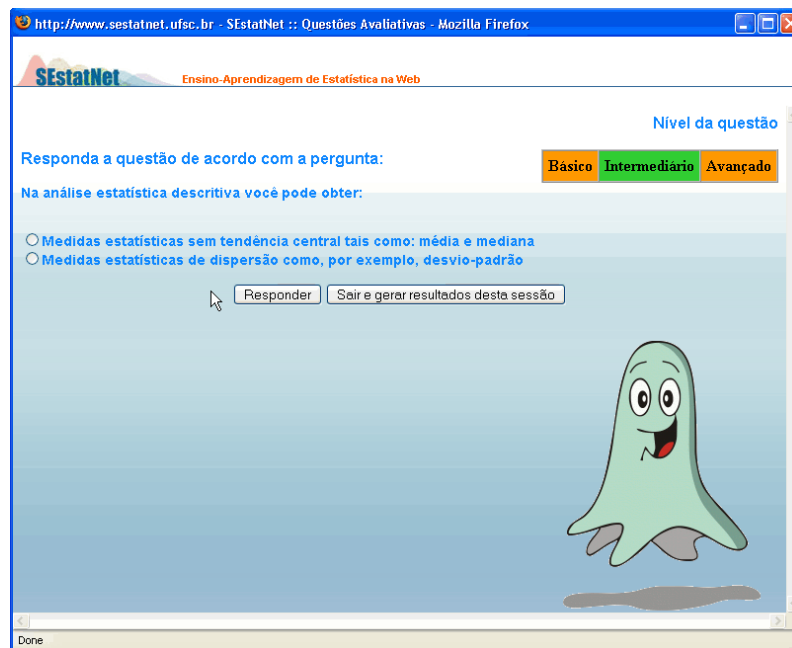 http://www.sestatnet.ufsc.br - SEstatNet :: Questões Avaliativas - Mozilla Firefox
SEstatNet
Ensino-Aprendizagem de Estatística na Web
Nível da questão
Responda a questão de acordo com a pergunta:
Básico Intermediário Avançado
Na análise estatística descritiva você pode obter:
Medidas estatísticas sem tendência central tais como: média e mediana
Medidas estatísticas de dispersão como, por exemplo, desvio-padrão
Responder Sair e gerar resultados desta sessão
Done